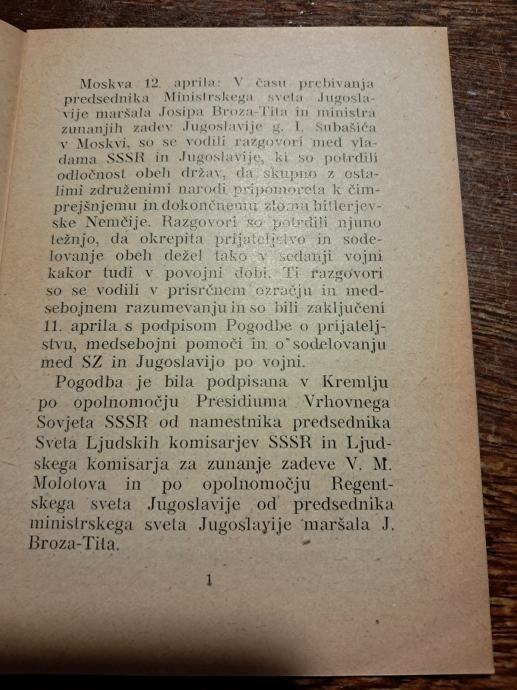 Moskva 12. aprila: V času prebivanja
predsednika Ministrskega sveta Jugosla-
vije maršala Josipa Broza-Tita in ministra
zunanjih zadev Jugoslavije g. I. Šubašića
v Moskvi, so se vodili razgovori med vla-
dama SSSR in Jugoslavije, ki so potrdili
odločnost obeh držav, da skupno z osta-
limi združenimi narodi pripomoreta k čim-
prejšnjemu in dokončnemu zlomu hitlerjev-
ske Nemčije. Razgovori so potrdili njuno
težnjo, da okrepita prijateljstvo in sode-
lovanje obeh dežel tako v sedanji vojni
kakor tudi v povojni dobi. Ti razgovori
so se vodili v prisrčnem ozračju in med-
sebojnem razumevanju in so bili zaključeni
11. aprila s podpisom Pogodbe o prijatelj-
stvu, medsebojni pomoči in o sodelovanju
med SZ in Jugoslavijo po vojni.
Pogodba je bila podpisana v Kremlju
po opolnomočju Presidiuma Vrhovnega
Sovjeta SSSR od namestnika predsednika
Sveta Ljudskih komisarjev SSSR in Ljud-
skega komisarja za zunanje zadeve V. M.
Molotova in po opolnomočju Regent-
skega sveta Jugoslavije od predsednika
ministrskega sveta Jugoslavije maršala J.
Broza-Tita.
1